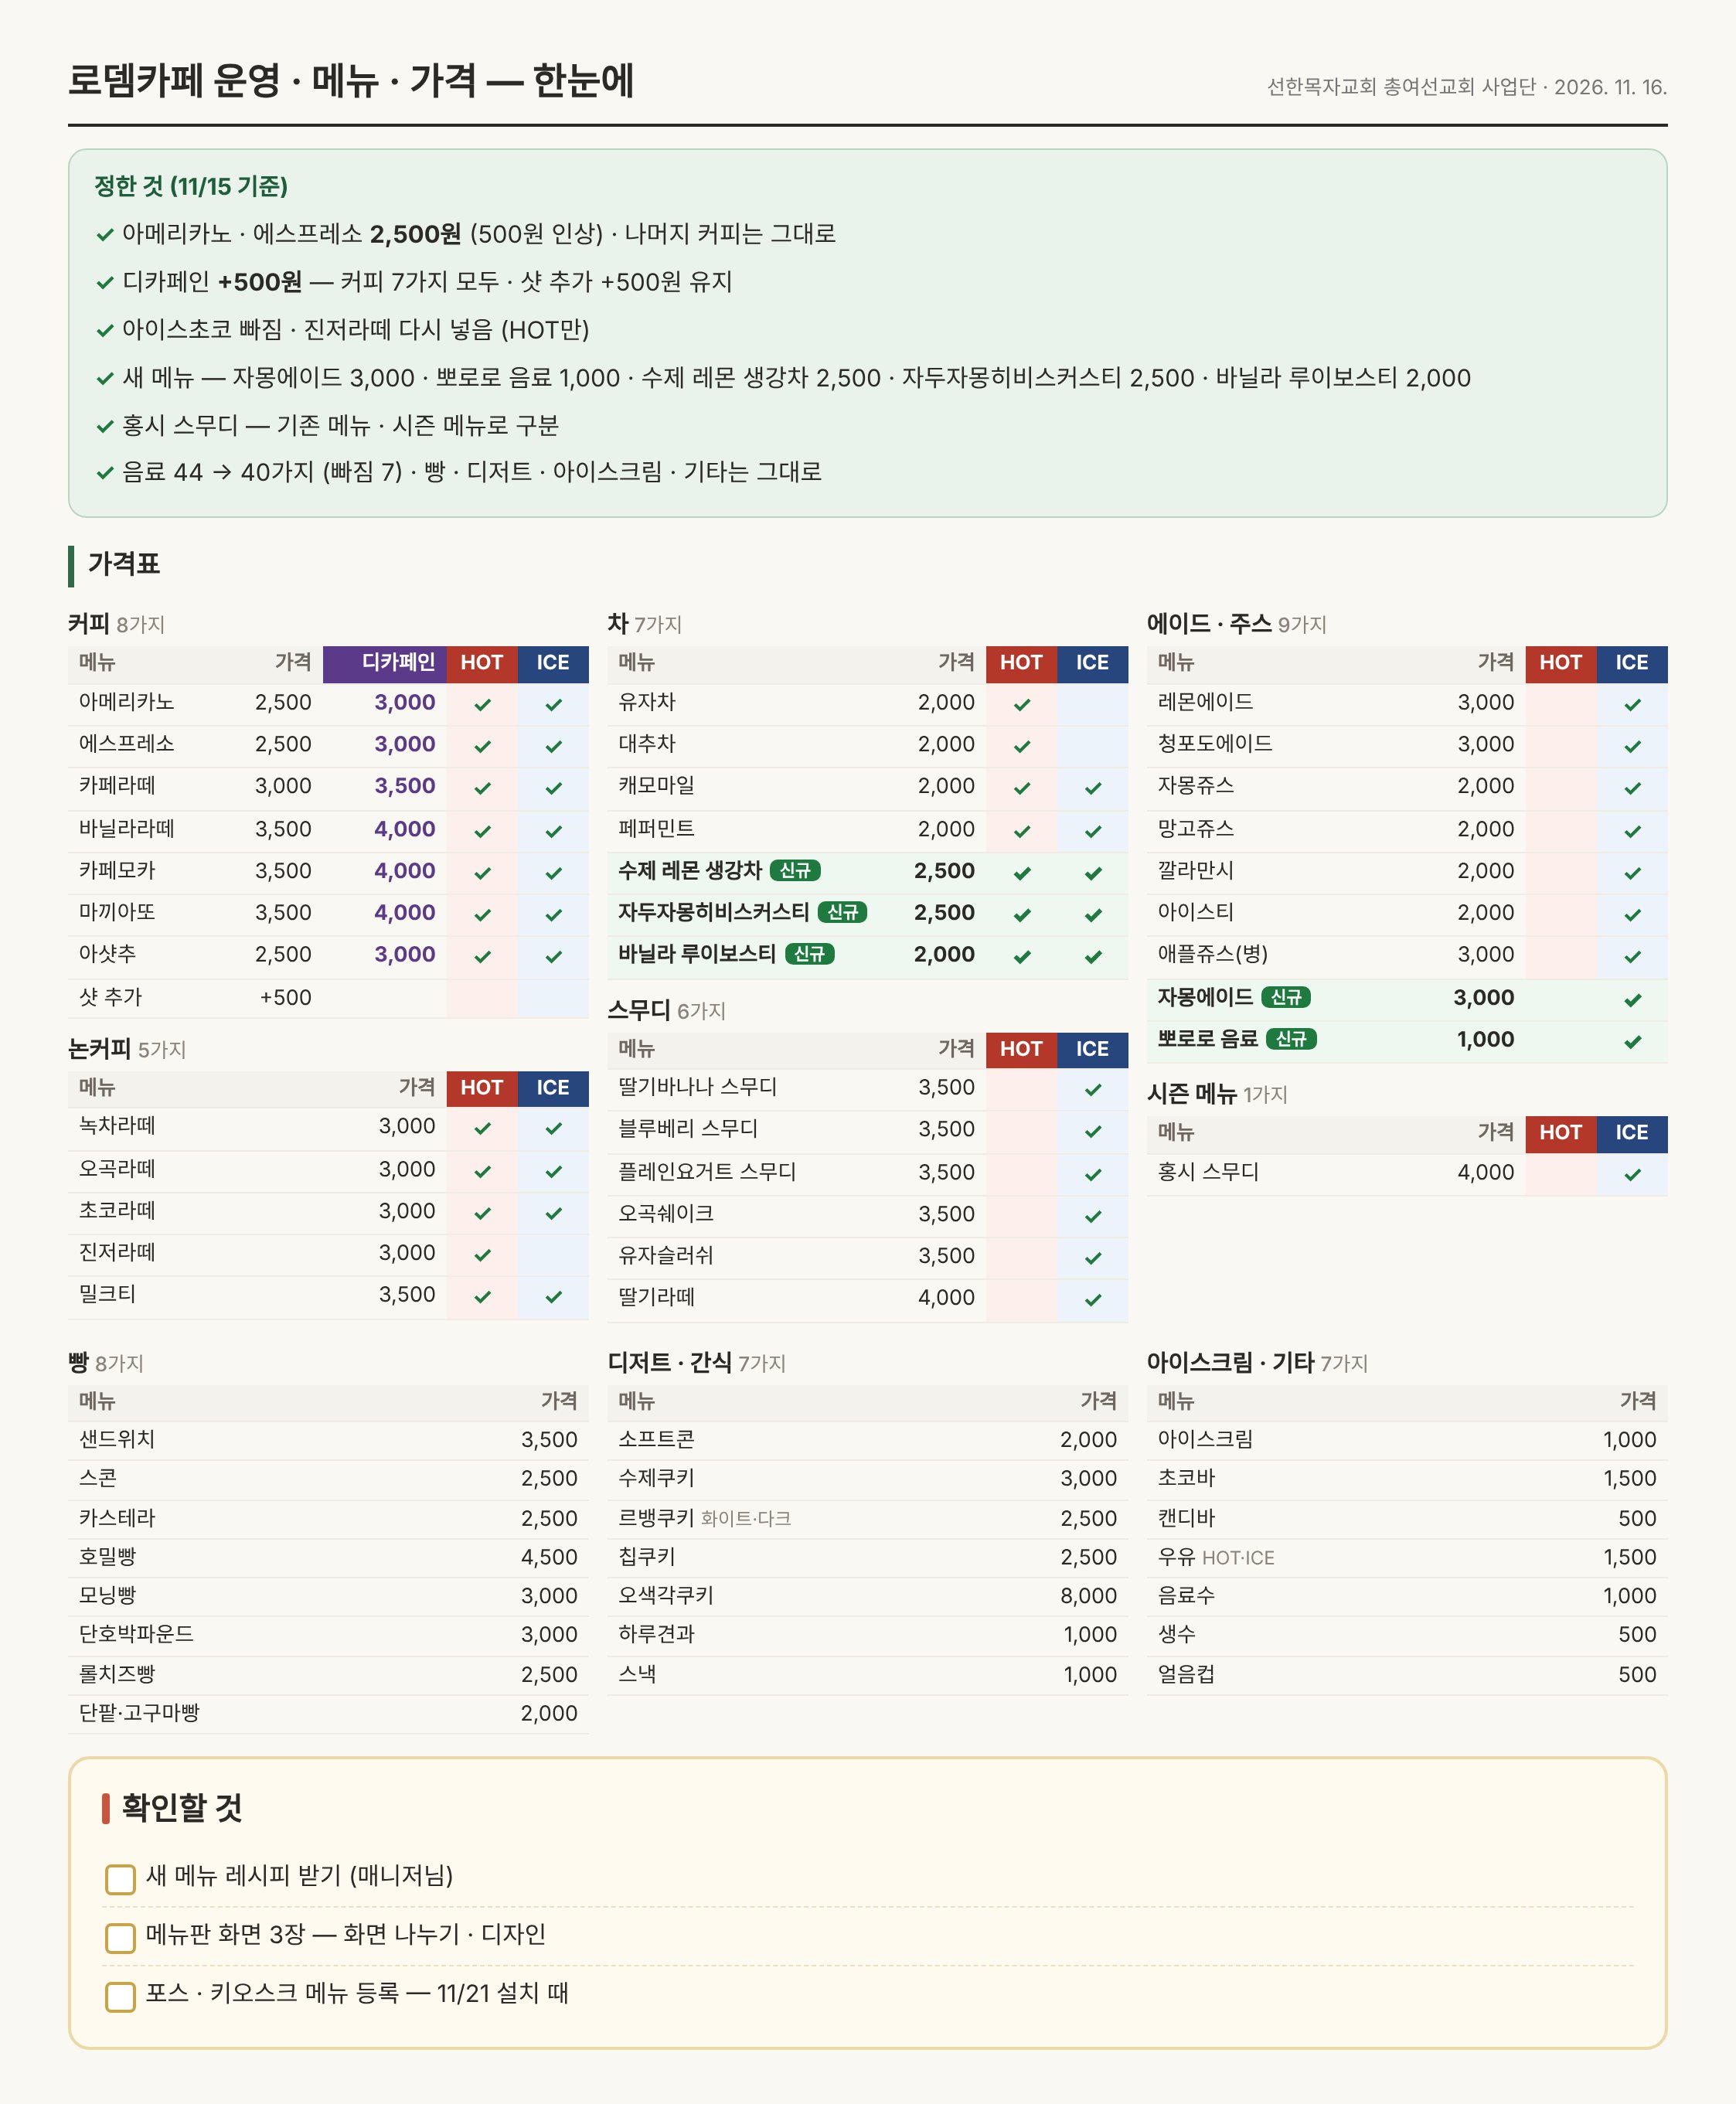 로뎀카페 운영 · 메뉴 · 가격 — 한눈에
선한목자교회 총여선교회 사업단 · 2026. 11. 16.
정한 것 (11/15 기준)
✓ 아메리카노 · 에스프레소 2,500원 (500원 인상) · 나머지 커피는 그대로
✓ 디카페인 +500원 — 커피 7가지 모두 · 샷 추가 +500원 유지
✓ 아이스초코 빠짐 · 진저라떼 다시 넣음 (HOT만)
✓ 새 메뉴 — 자몽에이드 3,000 · 뽀로로 음료 1,000 · 수제 레몬 생강차 2,500 · 자두자몽히비스커스티 2,500 · 바닐라 루이보스티 2,000
✓ 홍시 스무디 — 기존 메뉴 · 시즌 메뉴로 구분
✓ 음료 44 → 40가지 (빠짐 7) · 빵 · 디저트 · 아이스크림 · 기타는 그대로
가격표
커피 8가지
메뉴 가격 디카페인 HOT ICE
아메리카노 2,500 3,000 ✓ ✓
에스프레소 2,500 3,000 ✓ ✓
카페라떼 3,000 3,500 ✓ ✓
바닐라라떼 3,500 4,000 ✓ ✓
카페모카 3,500 4,000 ✓ ✓
마끼아또 3,500 4,000 ✓ ✓
아샷추 2,500 3,000 ✓ ✓
샷 추가 +500
논커피 5가지
메뉴 가격 HOT ICE
녹차라떼 3,000 ✓ ✓
오곡라떼 3,000 ✓ ✓
초코라떼 3,000 ✓ ✓
진저라떼 3,000 ✓
밀크티 3,500 ✓ ✓
차 7가지
메뉴 가격 HOT ICE
유자차 2,000 ✓
대추차 2,000 ✓
캐모마일 2,000 ✓ ✓
페퍼민트 2,000 ✓ ✓
수제 레몬 생강차 신규 2,500 ✓ ✓
자두자몽히비스커스티 신규 2,500 ✓ ✓
바닐라 루이보스티 신규 2,000 ✓ ✓
스무디 6가지
메뉴 가격 HOT ICE
딸기바나나 스무디 3,500 ✓
블루베리 스무디 3,500 ✓
플레인요거트 스무디 3,500 ✓
오곡쉐이크 3,500 ✓
유자슬러쉬 3,500 ✓
딸기라떼 4,000 ✓
에이드 · 주스 9가지
메뉴 가격 HOT ICE
레몬에이드 3,000 ✓
청포도에이드 3,000 ✓
자몽쥬스 2,000 ✓
망고쥬스 2,000 ✓
깔라만시 2,000 ✓
아이스티 2,000 ✓
애플쥬스(병) 3,000 ✓
자몽에이드 신규 3,000 ✓
뽀로로 음료 신규 1,000 ✓
시즌 메뉴 1가지
메뉴 가격 HOT ICE
홍시 스무디 4,000 ✓
빵 8가지
메뉴 가격
샌드위치 3,500
스콘 2,500
카스테라 2,500
호밀빵 4,500
모닝빵 3,000
단호박파운드 3,000
롤치즈빵 2,500
단팥·고구마빵 2,000
디저트 · 간식 7가지
메뉴 가격
소프트콘 2,000
수제쿠키 3,000
르뱅쿠키 화이트·다크 2,500
칩쿠키 2,500
오색각쿠키 8,000
하루견과 1,000
스낵 1,000
아이스크림 · 기타 7가지
메뉴 가격
아이스크림 1,000
초코바 1,500
캔디바 500
우유 HOT·ICE 1,500
음료수 1,000
생수 500
얼음컵 500
확인할 것
새 메뉴 레시피 받기 (매니저님)
메뉴판 화면 3장 — 화면 나누기 · 디자인
포스 · 키오스크 메뉴 등록 — 11/21 설치 때